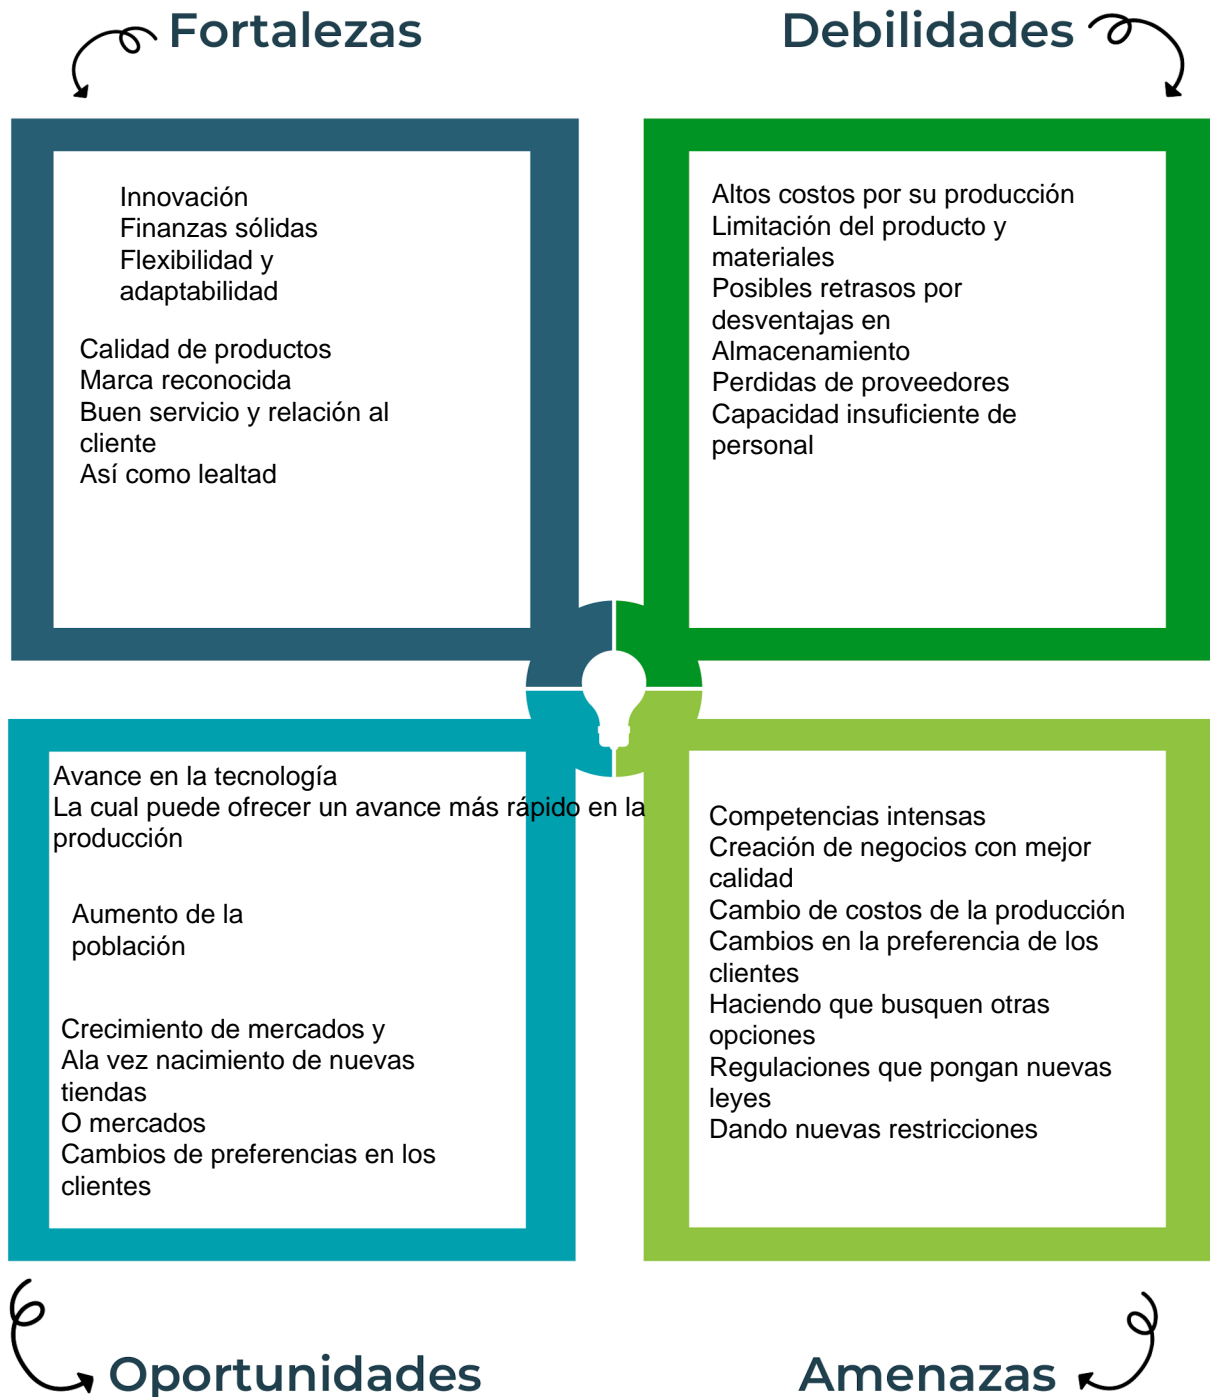 Fortalezas
Debilidades
Innovación
Finanzas sólidas
Flexibilidad y
adaptabilidad
Calidad de productos
Marca reconocida
Buen servicio y relación al
cliente
Así como lealtad
Altos costos por su producción
Limitación del producto y
materiales
Posibles retrasos por
desventajas en
Almacenamiento
Perdidas de proveedores
Capacidad insuficiente de
personal
Avance en la tecnología
La cual puede ofrecer un avance más rápido en la
producción
Aumento de la
población
Crecimiento de mercados y
Ala vez nacimiento de nuevas
tiendas
O mercados
Cambios de preferencias en los
clientes
Competencias intensas
Creación de negocios con mejor
calidad
Cambio de costos de la producción
Cambios en la preferencia de los
clientes
Haciendo que busquen otras
opciones
Regulaciones que pongan nuevas
leyes
Dando nuevas restricciones
Oportunidades
Amenazas